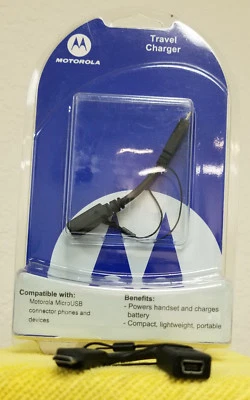 Travel
Charger
MOTOROLA
Compatible with:
Motorola MicroUSB
connector phones and
devices
Benefits:
- Powers handset and charges
battery
- Compact, lightweight, portable